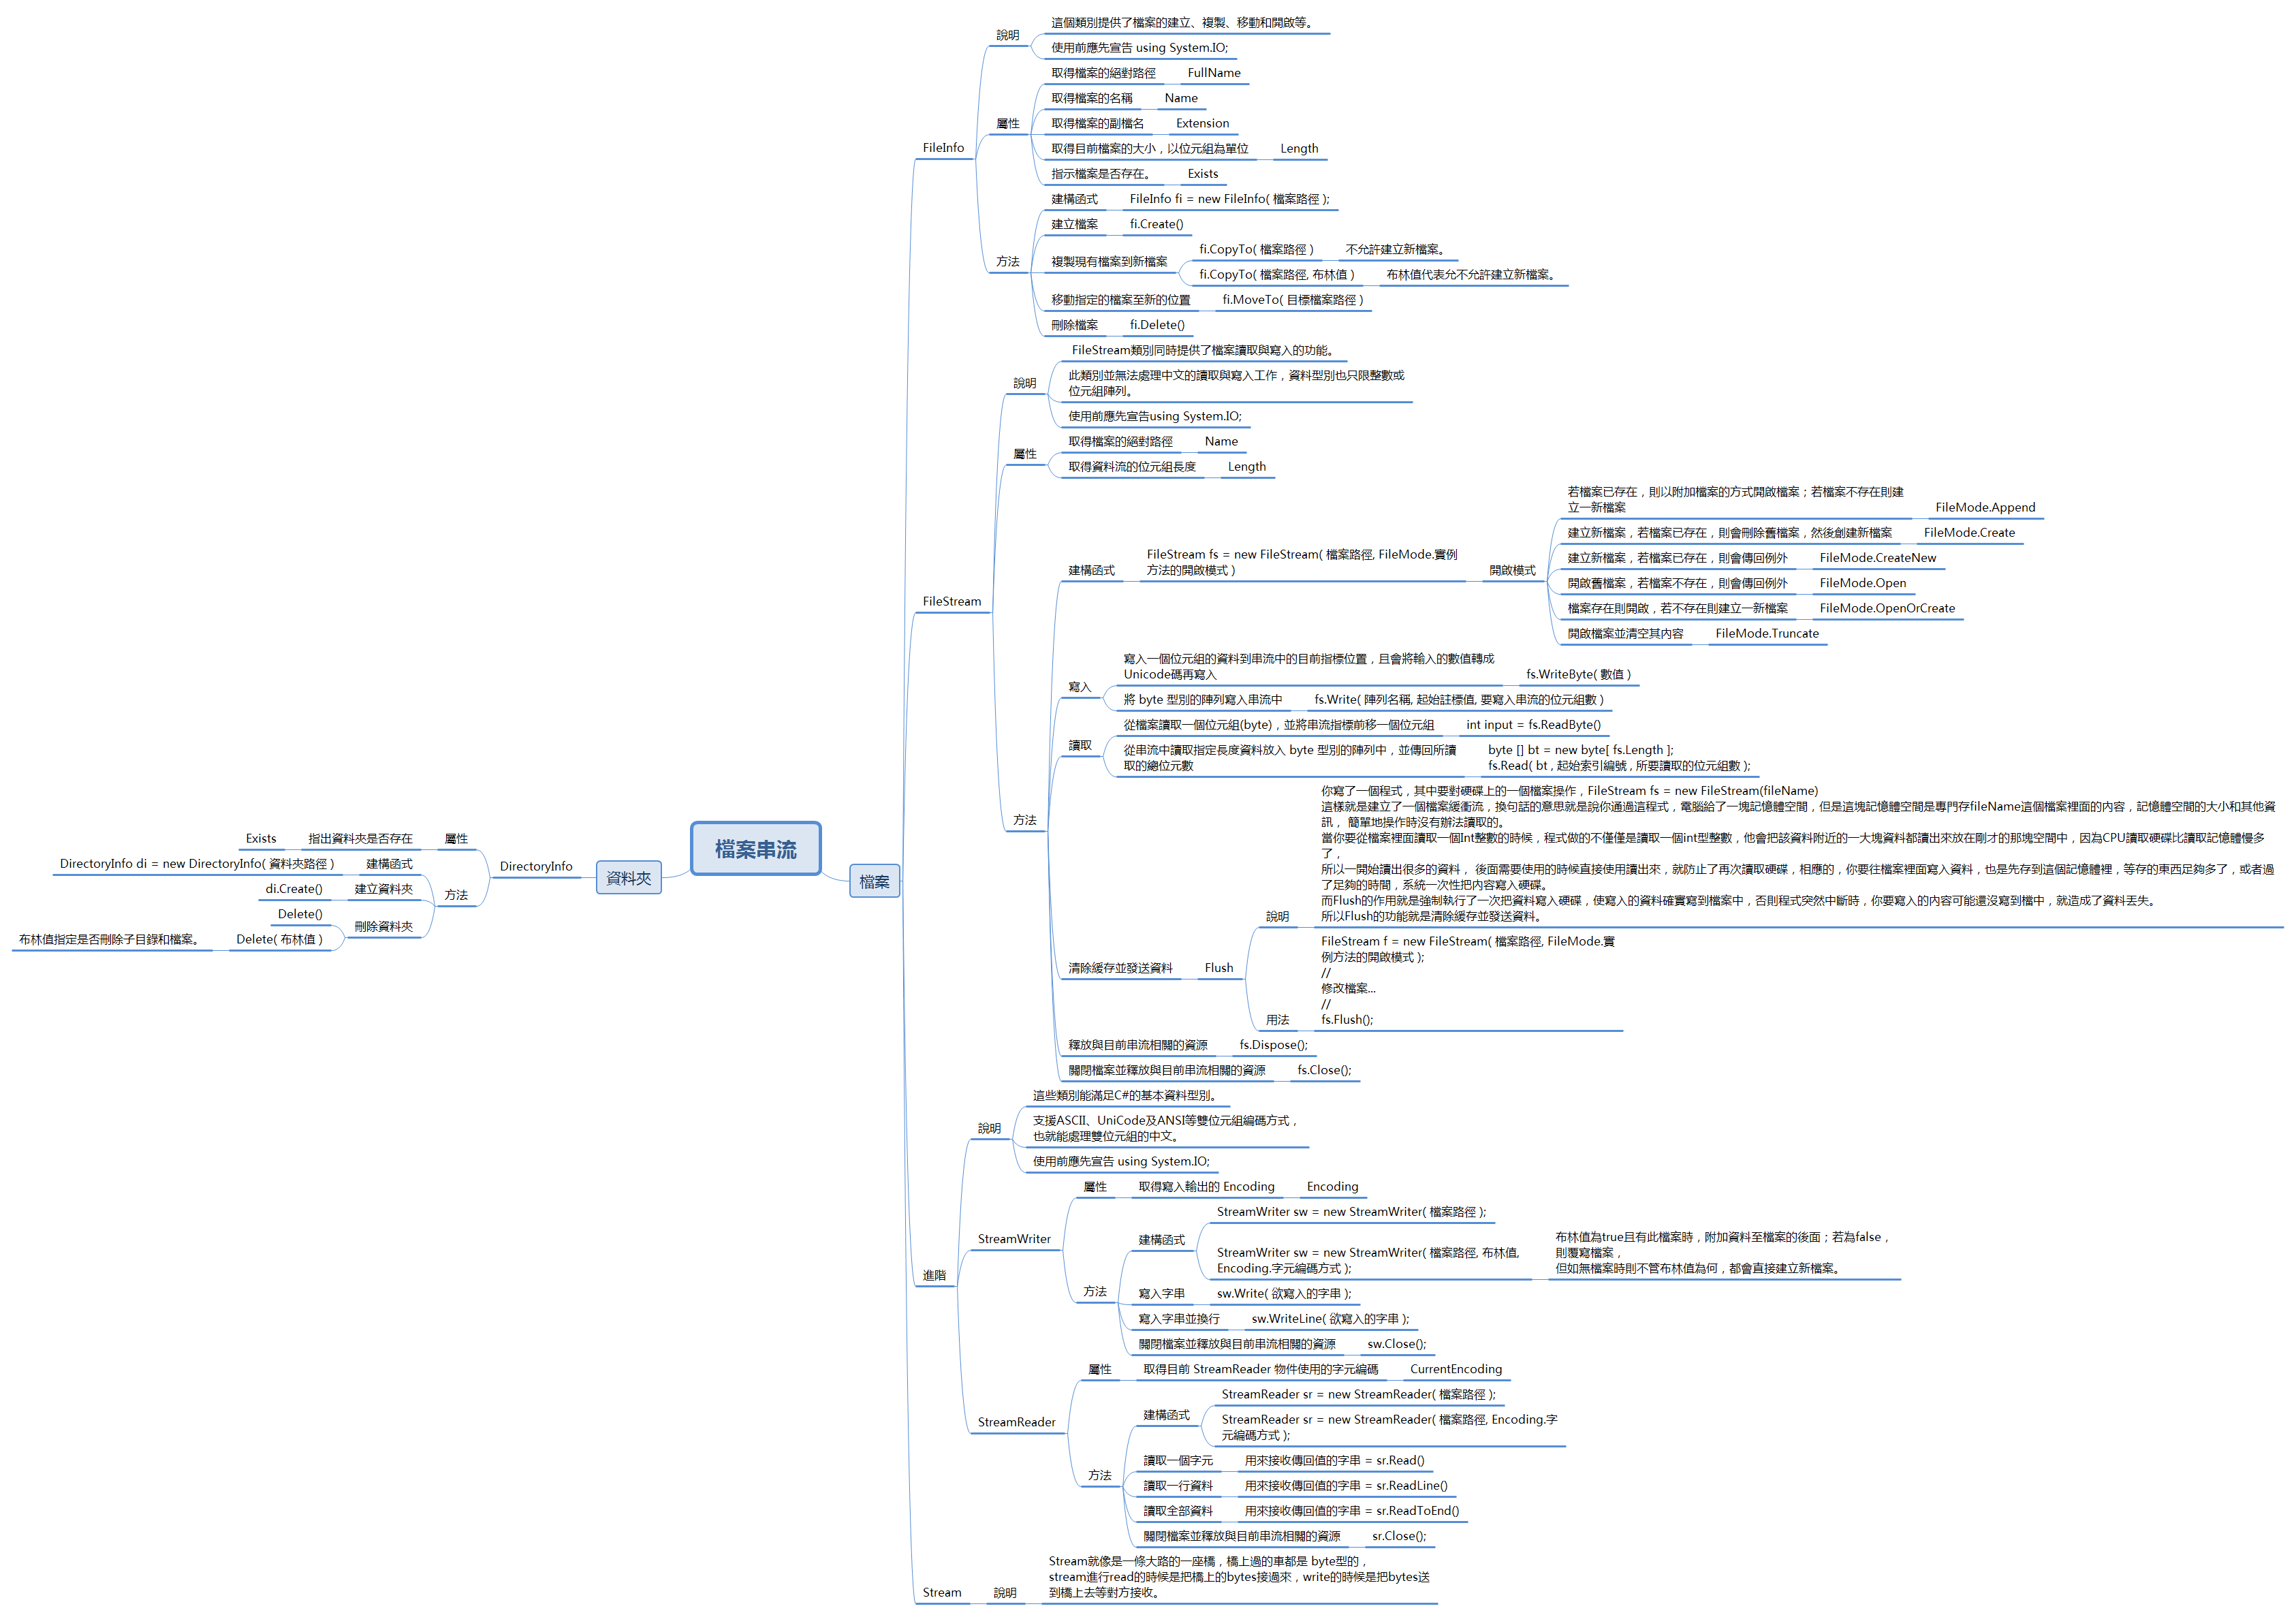 檔案串流
檔案
FileInfo
說明
這個類別提供了檔案的建立、複製、移動和開啟等。
使用前應先宣告 using System.IO;
屬性
取得檔案的絕對路徑
FullName
取得檔案的名稱
Name
取得檔案的副檔名
Extension
取得目前檔案的大小，以位元組為單位
Length
指示檔案是否存在。
Exists
方法
建構函式
FileInfo fi = new FileInfo( 檔案路徑 );
建立檔案
fi.Create()
複製現有檔案到新檔案
fi.CopyTo( 檔案路徑 )
不允許建立新檔案。
fi.CopyTo( 檔案路徑, 布林值 )
布林值代表允不允許建立新檔案。
移動指定的檔案至新的位置
fi.MoveTo( 目標檔案路徑 )
刪除檔案
fi.Delete()
FileStream
說明
FileStream類別同時提供了檔案讀取與寫入的功能。
此類別並無法處理中文的讀取與寫入工作，資料型別也只限整數或
位元組陣列。
使用前應先宣告using System.IO;
屬性
取得檔案的絕對路徑
Name
取得資料流的位元組長度
Length
方法
建構函式
FileStream fs = new FileStream( 檔案路徑, FileMode.實例
方法的開啟模式 )
開啟模式
若檔案已存在，則以附加檔案的方式開啟檔案；若檔案不存在則建
立一新檔案
FileMode.Append
建立新檔案，若檔案已存在，則會刪除舊檔案，然後創建新檔案
FileMode.Create
建立新檔案，若檔案已存在，則會傳回例外
FileMode.CreateNew
開啟舊檔案，若檔案不存在，則會傳回例外
FileMode.Open
檔案存在則開啟，若不存在則建立一新檔案
FileMode.OpenOrCreate
開啟檔案並清空其內容
FileMode.Truncate
寫入
寫入一個位元組的資料到串流中的目前指標位置，且會將輸入的數值轉成
Unicode碼再寫入
fs.WriteByte( 數值 )
將 byte 型別的陣列寫入串流中
fs.Write( 陣列名稱, 起始註標值, 要寫入串流的位元組數 )
讀取
從檔案讀取一個位元組(byte)，並將串流指標前移一個位元組
int input = fs.ReadByte()
從串流中讀取指定長度資料放入 byte 型別的陣列中，並傳回所讀
取的總位元數
byte [] bt = new byte[ fs.Length ];
fs.Read( bt , 起始索引編號 , 所要讀取的位元組數 );
清除緩存並發送資料
Flush
說明
你寫了一個程式，其中要對硬碟上的一個檔案操作，FileStream fs = new FileStream(fileName)
這樣就是建立了一個檔案緩衝流，換句話的意思就是說你通過這程式，電腦給了一塊記憶體空間，但是這塊記憶體空間是專門存fileName這個檔案裡面的內容，記憶體空間的大小和其他資
訊， 簡單地操作時沒有辦法讀取的。
當你要從檔案裡面讀取一個Int整數的時候，程式做的不僅僅是讀取一個int型整數，他會把該資料附近的一大塊資料都讀出來放在剛才的那塊空間中，因為CPU讀取硬碟比讀取記憶體慢多
了，
所以一開始讀出很多的資料， 後面需要使用的時候直接使用讀出來，就防止了再次讀取硬碟，相應的，你要往檔案裡面寫入資料，也是先存到這個記憶體裡，等存的東西足夠多了，或者過
了足夠的時間，系統一次性把內容寫入硬碟。
而Flush的作用就是強制執行了一次把資料寫入硬碟，使寫入的資料確實寫到檔案中，否則程式突然中斷時，你要寫入的內容可能還沒寫到檔中，就造成了資料丟失。
所以Flush的功能就是清除緩存並發送資料。
用法
FileStream f = new FileStream( 檔案路徑, FileMode.實
例方法的開啟模式 );
//
修改檔案...
//
fs.Flush();
釋放與目前串流相關的資源
fs.Dispose();
關閉檔案並釋放與目前串流相關的資源
fs.Close();
進階
說明
這些類別能滿足C#的基本資料型別。
支援ASCII、UniCode及ANSI等雙位元組編碼方式，
也就能處理雙位元組的中文。
使用前應先宣告 using System.IO;
StreamWriter
屬性
取得寫入輸出的 Encoding
Encoding
方法
建構函式
StreamWriter sw = new StreamWriter( 檔案路徑 );
StreamWriter sw = new StreamWriter( 檔案路徑, 布林值,
Encoding.字元編碼方式 );
布林值為true且有此檔案時，附加資料至檔案的後面；若為false，
則覆寫檔案，
但如無檔案時則不管布林值為何，都會直接建立新檔案。
寫入字串
sw.Write( 欲寫入的字串 );
寫入字串並換行
sw.WriteLine( 欲寫入的字串 );
關閉檔案並釋放與目前串流相關的資源
sw.Close();
StreamReader
屬性
取得目前 StreamReader 物件使用的字元編碼
CurrentEncoding
方法
建構函式
StreamReader sr = new StreamReader( 檔案路徑 );
StreamReader sr = new StreamReader( 檔案路徑, Encoding.字
元編碼方式 );
讀取一個字元
用來接收傳回值的字串 = sr.Read()
讀取一行資料
用來接收傳回值的字串 = sr.ReadLine()
讀取全部資料
用來接收傳回值的字串 = sr.ReadToEnd()
關閉檔案並釋放與目前串流相關的資源
sr.Close();
Stream
說明
Stream就像是一條大路的一座橋，橋上過的車都是 byte型的，
stream進行read的時候是把橋上的bytes接過來，write的時候是把bytes送
到橋上去等對方接收。
資料夾
DirectoryInfo
屬性
指出資料夾是否存在
Exists
方法
建構函式
DirectoryInfo di = new DirectoryInfo( 資料夾路徑 )
建立資料夾
di.Create()
刪除資料夾
Delete()
Delete( 布林值 )
布林值指定是否刪除子目錄和檔案。